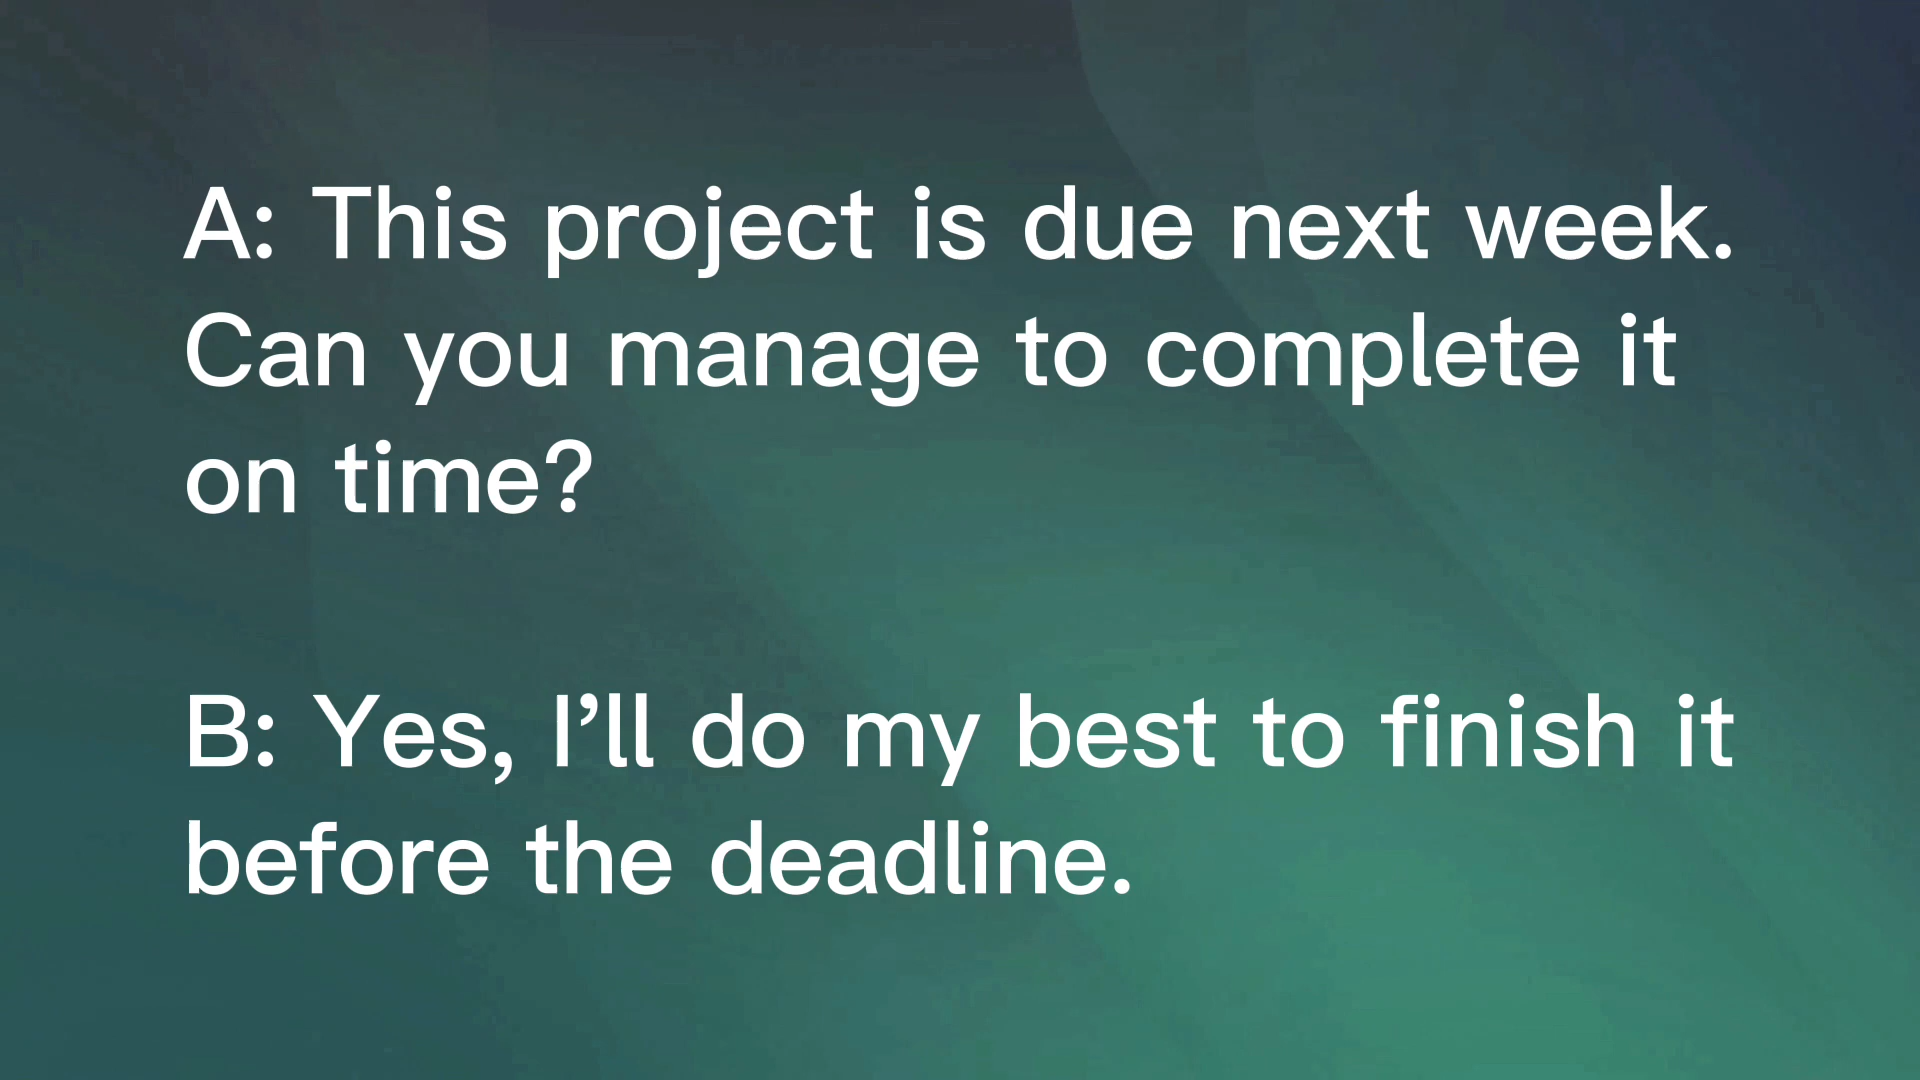 A: This project is due next week.
Can you manage to complete it
on time?
B: Yes, I’ll do my best to finish it
before the deadline.